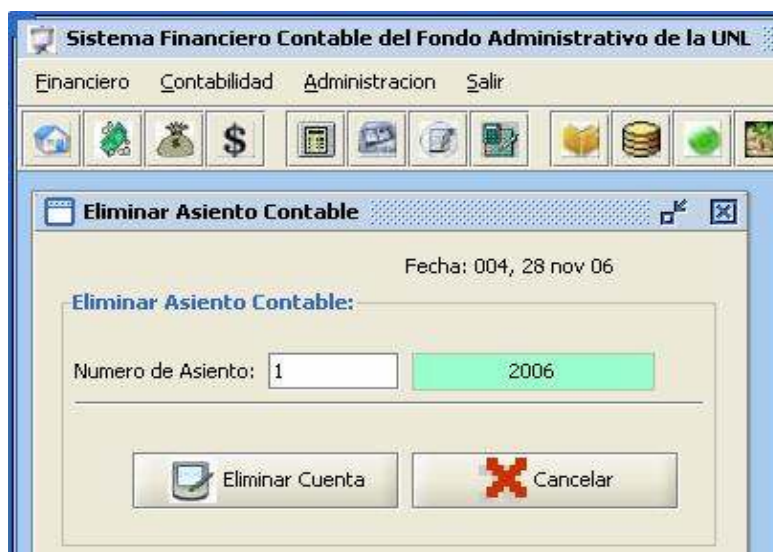 Sistema Financiero Contable del Fondo Administrativo de la UNL
Financiero Contabilidad Administracion Salir
$
Eliminar Asiento Contable
Fecha: 004, 28 nov 06
Eliminar Asiento Contable:
Numero de Asiento: 1 2006
Eliminar Cuenta Cancelar